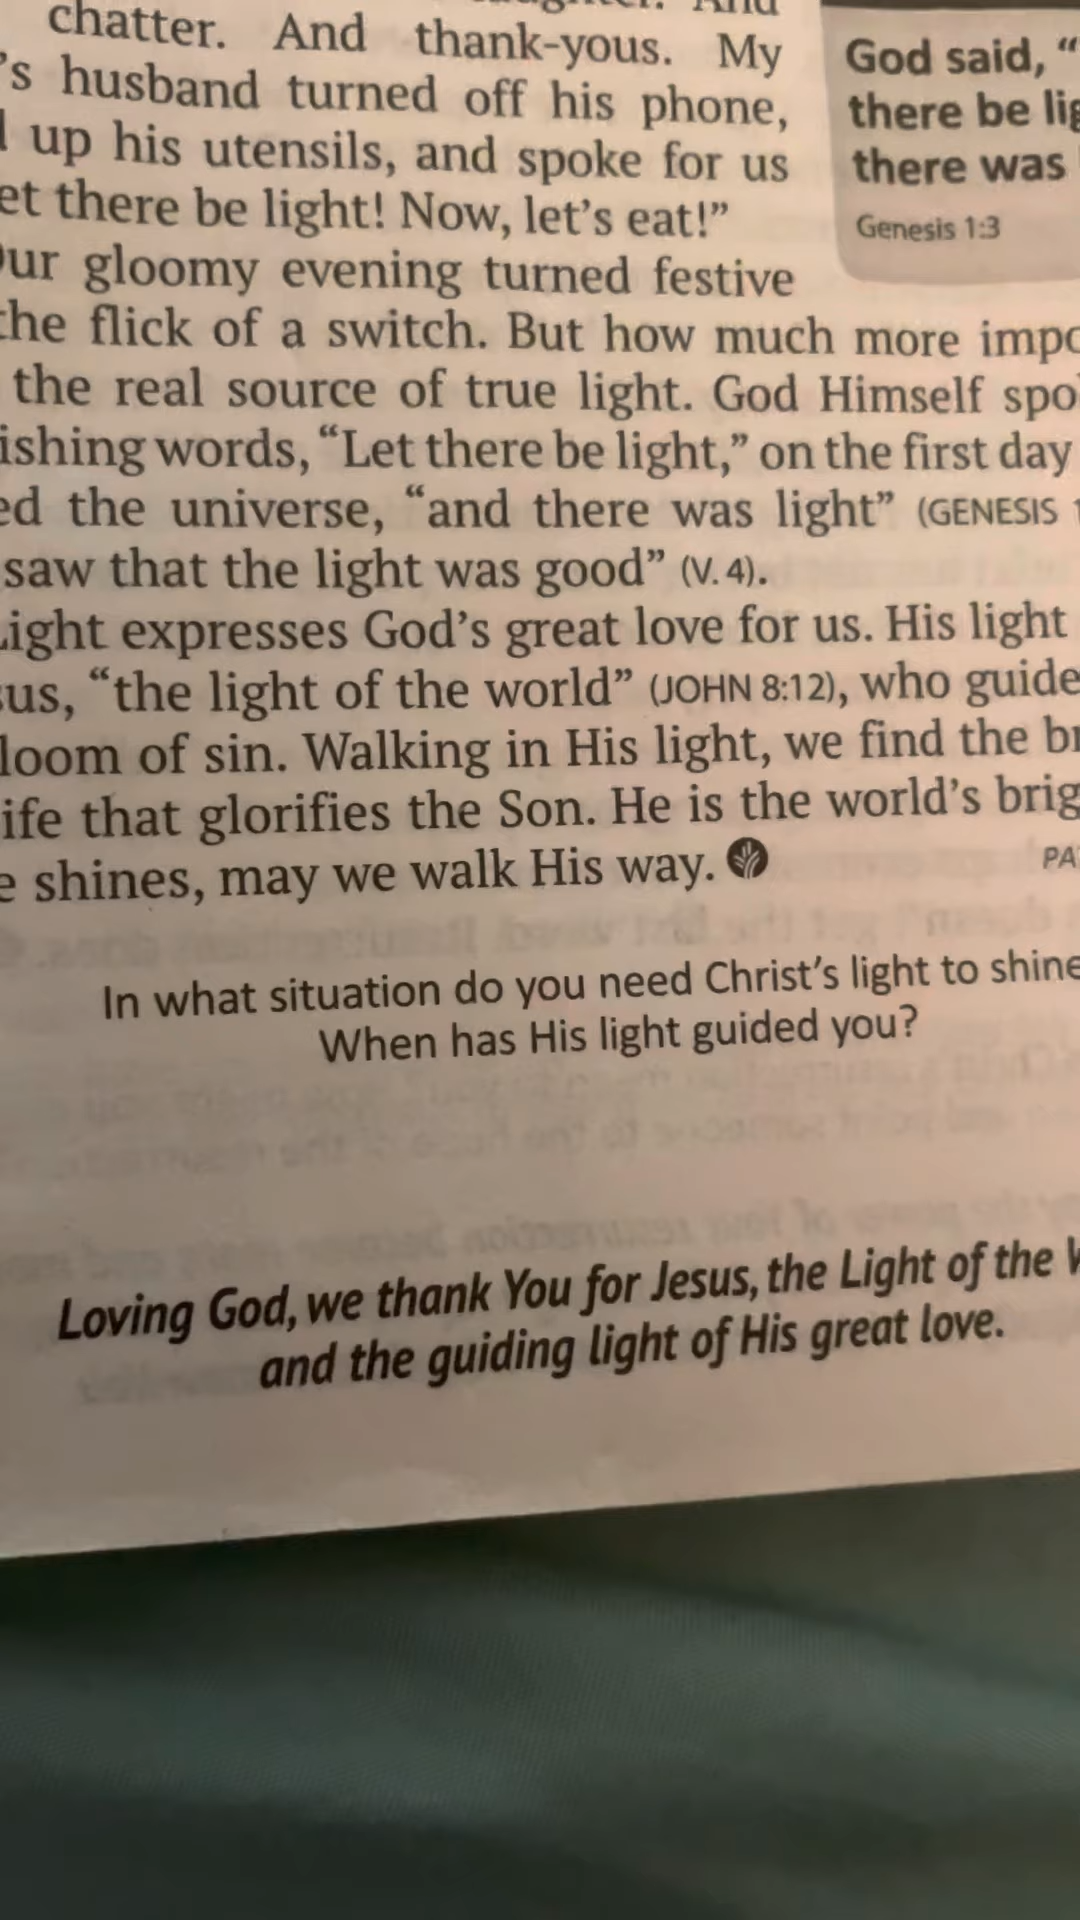 chatter. And thank-yous. My
's husband turned off his phone,
up his utensils, and spoke for us
et there be light! Now, let's eat!"
Our gloomy evening turned festive
the flick of a switch. But how much more impo
the real source of true light. God Himself spo
ishing words, "Let there be light," on the first day
ed the universe, "and there was light" (GENESIS
saw that the light was good" (V. 4).
Light expresses God's great love for us. His light
sus, "the light of the world" (JOHN 8:12), who guide
loom of sin. Walking in His light, we find the br
ife that glorifies the Son. He is the world's brig
e shines, may we walk His way.
PA
God said, "
there be lig
there was
Genesis 1:3
In what situation do you need Christ's light to shine
When has His light guided you?
Loving God, we thank You for Jesus, the Light of the W
and the guiding light of His great love.